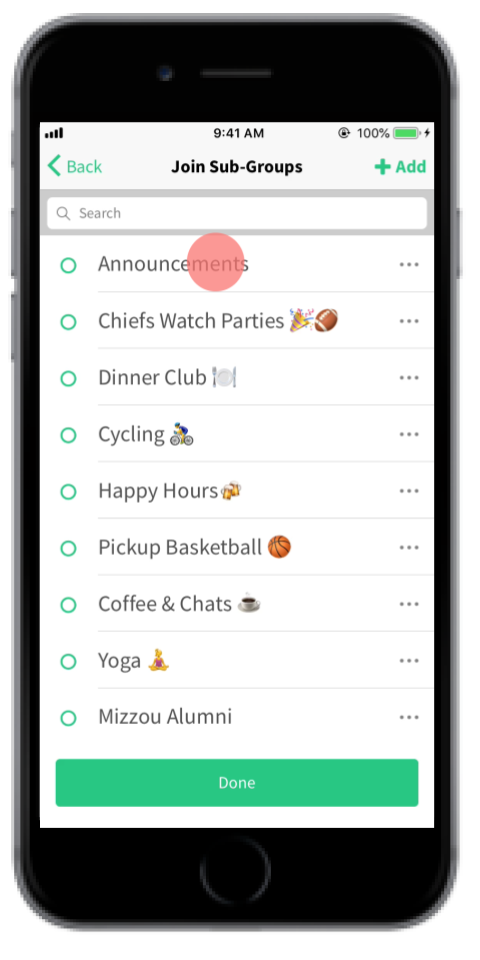 9:41 AM 100%
Back Join Sub-Groups + Add
Search
Announcements
Chiefs Watch Parties 🎉🏈
Dinner Club 🍽
Cycling 🚴
Happy Hours🍻
Pickup Basketball 🏀
Coffee & Chats ☕
Yoga 🧘‍♀️
Mizzou Alumni
Done